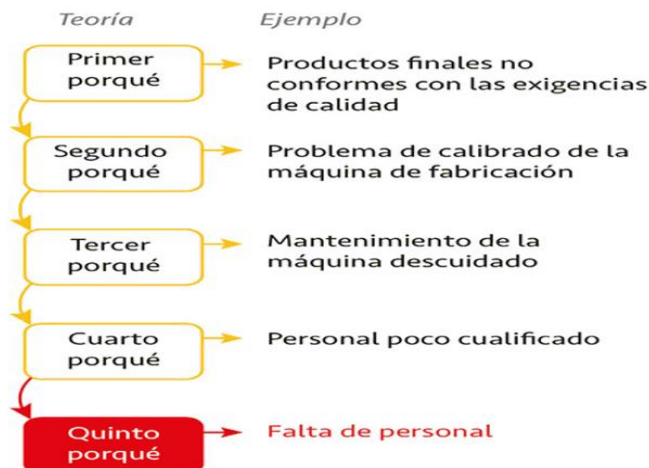 Teoría Ejemplo
Primer porqué
Productos finales no
conformes con las exigencias
de calidad
Segundo porqué
Problema de calibrado de la
máquina de fabricación
Tercer porqué
Mantenimiento de la
máquina descuidado
Cuarto porqué
Personal poco cualificado
Quinto porqué
Falta de personal